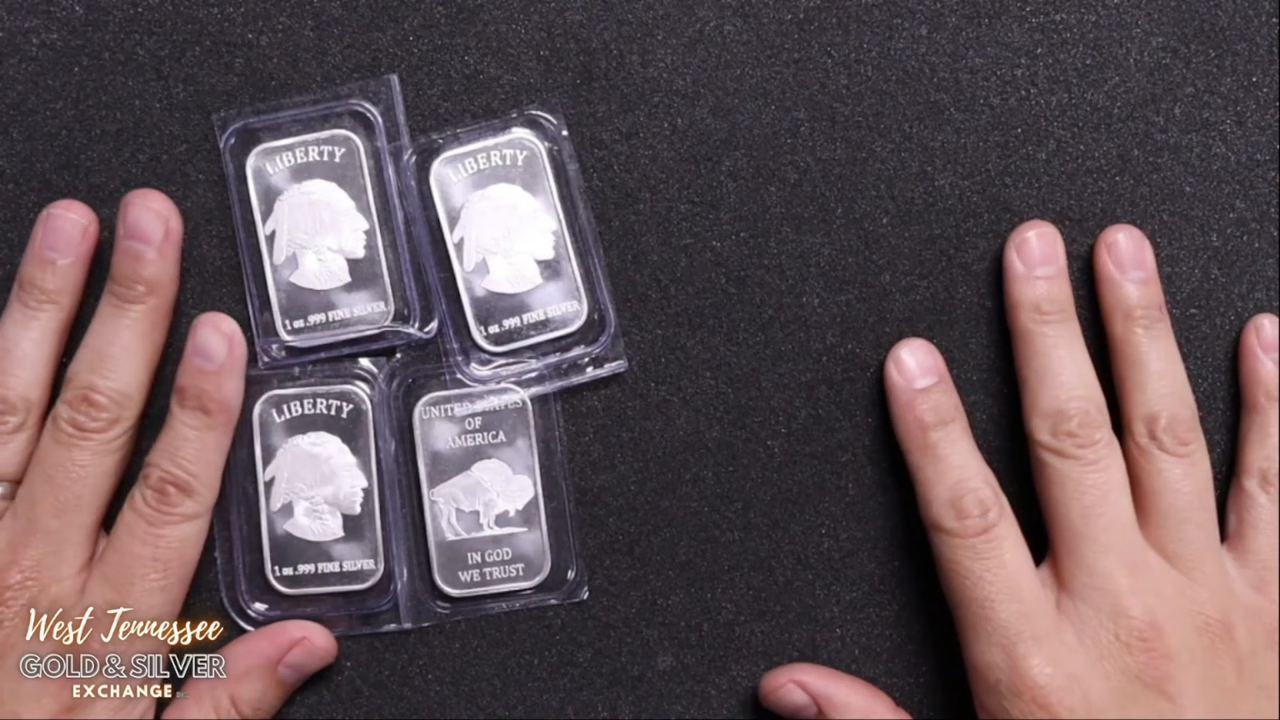 LIBERTY
1 oz .999 FINE SILVER
LIBERTY
1 oz .999 FINE SILVER
LIBERTY
1 oz .999 FINE SILVER
UNITED STATES
OF
AMERICA
IN GOD
WE TRUST
West Tennessee
GOLD & SILVER
EXCHANGE